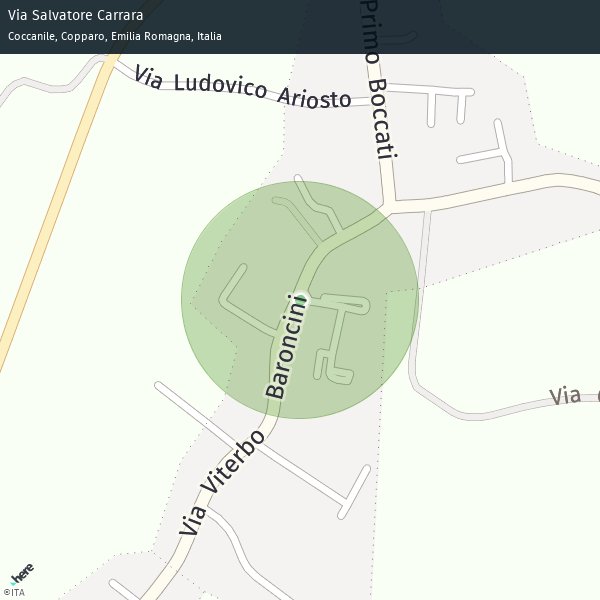 Via Salvatore Carrara
Coccanile, Copparo, Emilia Romagna, Italia
Via Ludovico Ariosto
Primo Boccati
Via Viterbo Baroncini
Via
here
©ITA